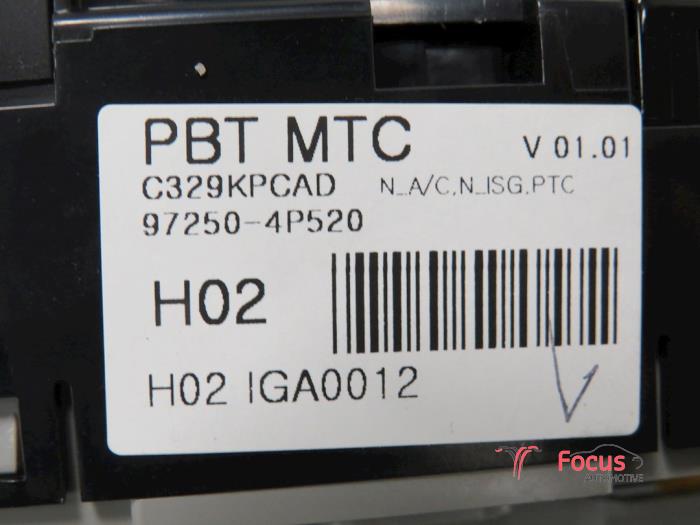 PBT MTC V 01.01
C329KPCAD N_A/C,N_ISG,PTC
97250-4P520
H02
H02 IGA0012
Focus
AUTOMOTIVE